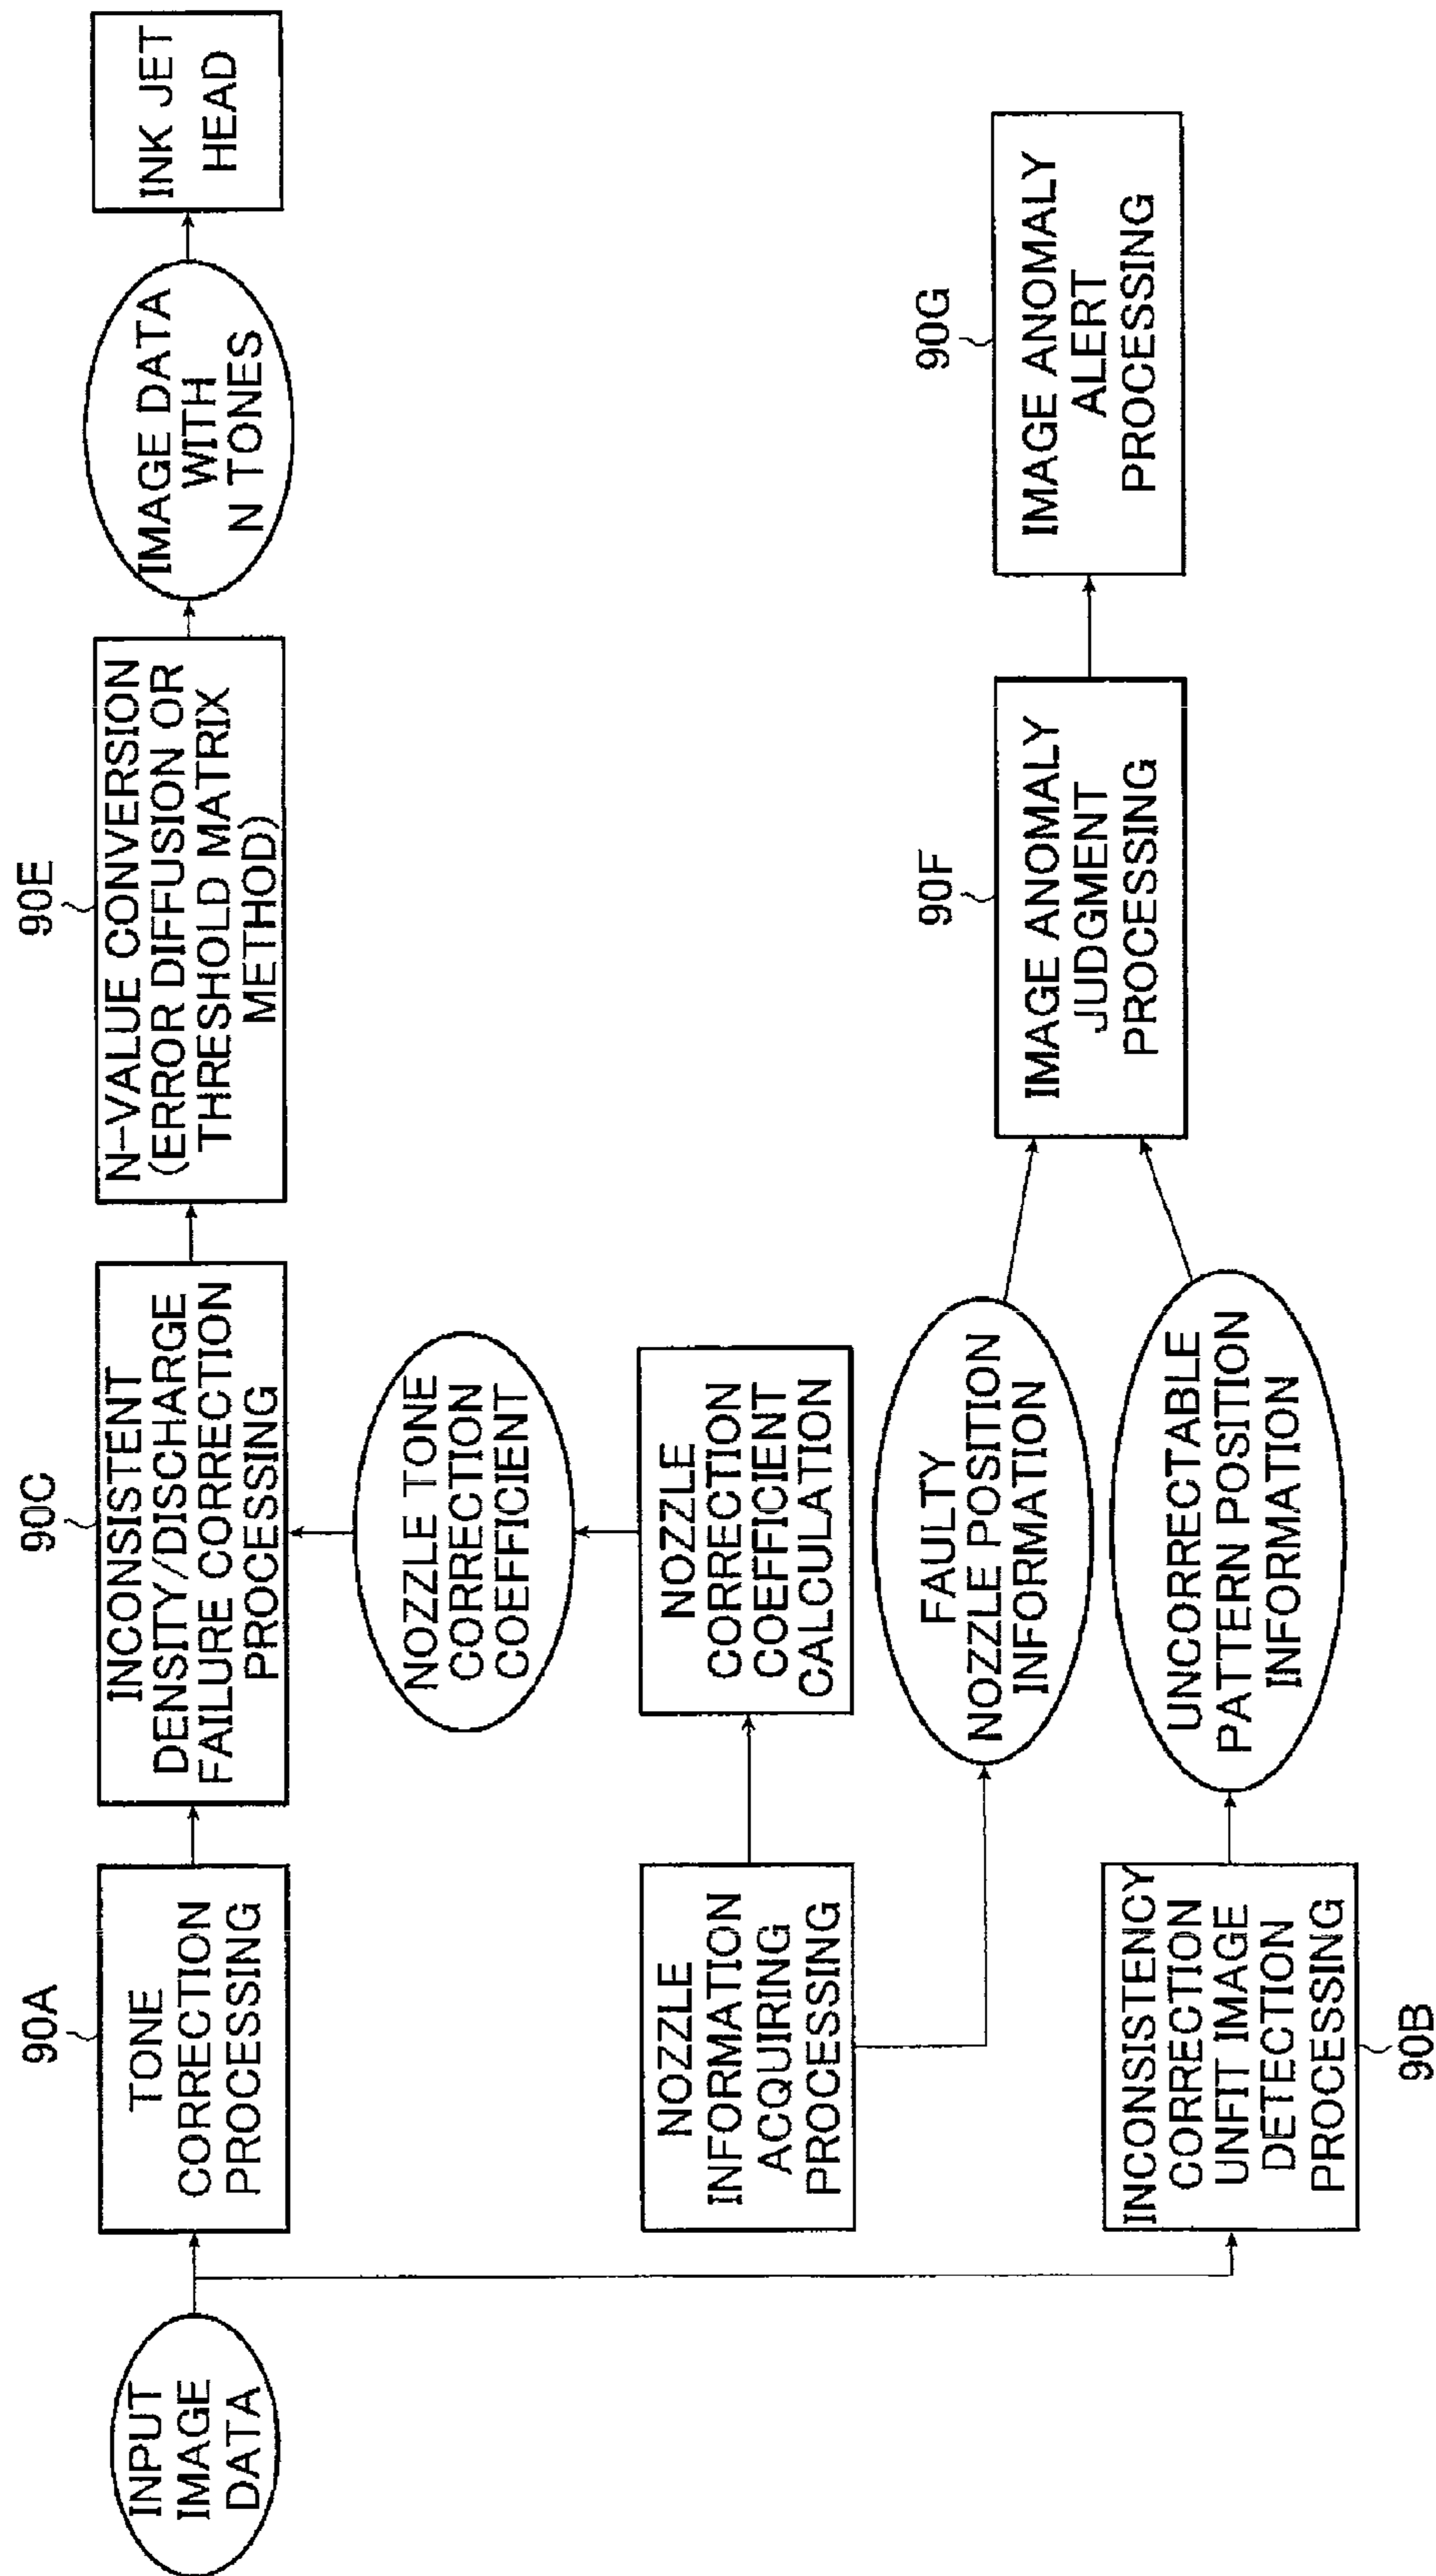 INPUT
IMAGE
DATA
90A
TONE
CORRECTION
PROCESSING
90C
INCONSISTENT
DENSITY/DISCHARGE
FAILURE CORRECTION
PROCESSING
90E
N-VALUE CONVERSION
(ERROR DIFFUSION OR
THRESHOLD MATRIX
METHOD)
IMAGE DATA
WITH
N TONES
INK JET
HEAD
NOZZLE TONE
CORRECTION
COEFFICIENT
NOZZLE
INFORMATION
ACQUIRING
PROCESSING
NOZZLE
CORRECTION
COEFFICIENT
CALCULATION
FAULTY
NOZZLE POSITION
INFORMATION
INCONSISTENCY
CORRECTION
UNFIT IMAGE
DETECTION
PROCESSING
90B
UNCORRECTABLE
PATTERN POSITION
INFORMATION
90F
IMAGE ANOMALY
JUDGMENT
PROCESSING
90G
IMAGE ANOMALY
ALERT
PROCESSING